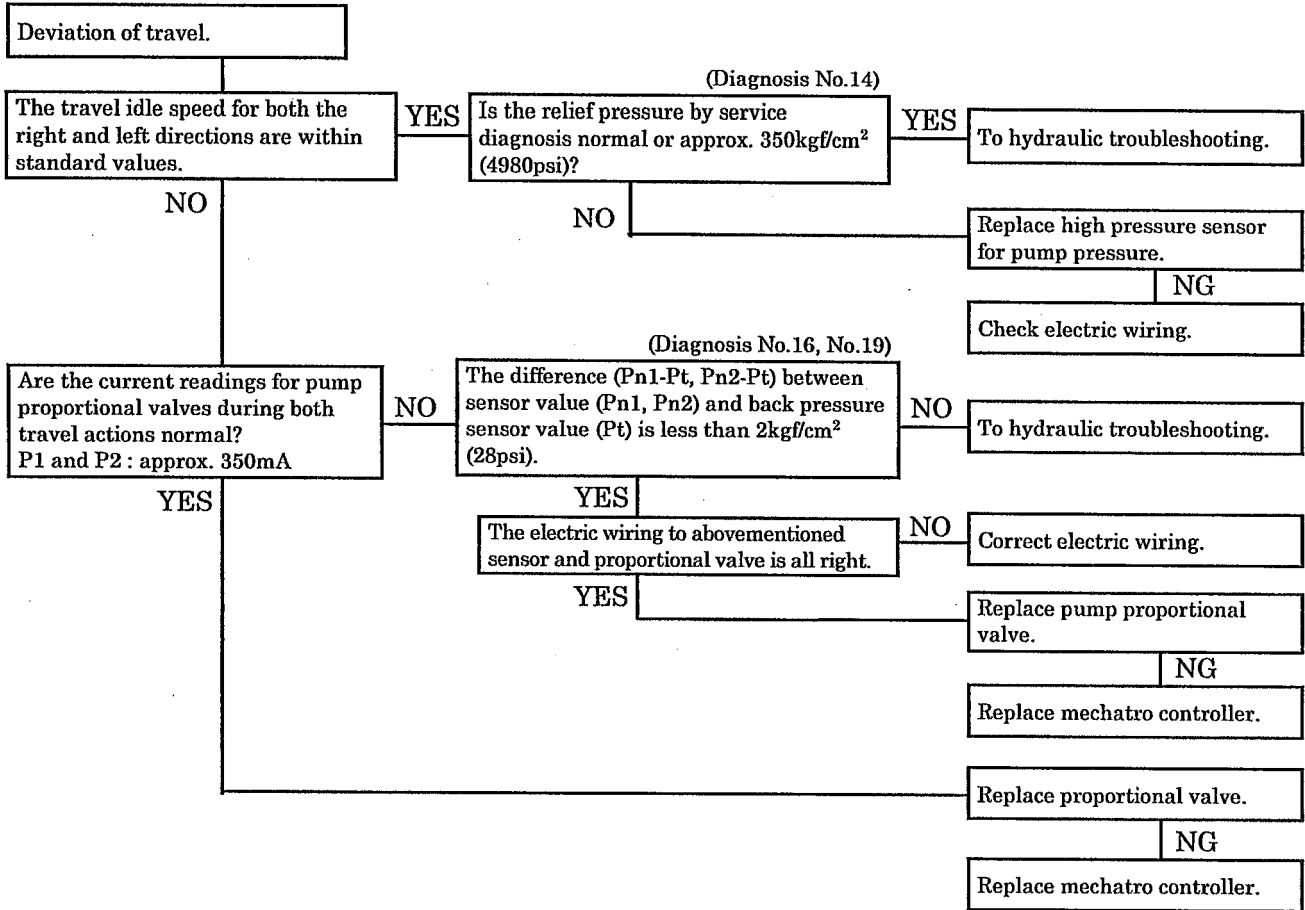 Deviation of travel.
(Diagnosis No.14)
The travel idle speed for both the
right and left directions are within
standard values.
YES
Is the relief pressure by service
diagnosis normal or approx. 350kgf/cm²
(4980psi)?
YES
To hydraulic troubleshooting.
NO
NO
Replace high pressure sensor
for pump pressure.
NG
Check electric wiring.
(Diagnosis No.16, No.19)
Are the current readings for pump
proportional valves during both
travel actions normal?
P1 and P2 : approx. 350mA
NO
The difference (Pn1-Pt, Pn2-Pt) between
sensor value (Pn1, Pn2) and back pressure
sensor value (Pt) is less than 2kgf/cm²
(28psi).
NO
To hydraulic troubleshooting.
YES
YES
The electric wiring to abovementioned
sensor and proportional valve is all right.
NO
Correct electric wiring.
YES
Replace pump proportional
valve.
NG
Replace mechatro controller.
Replace proportional valve.
NG
Replace mechatro controller.